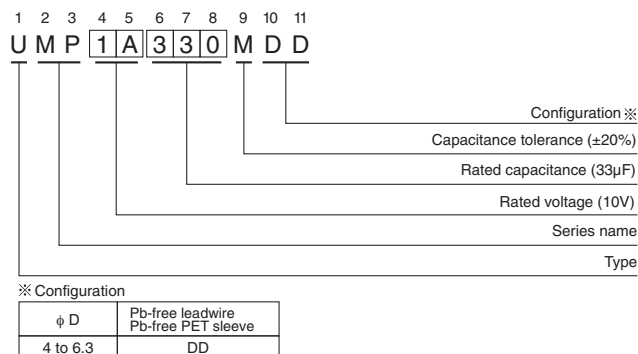 1 2 3 4 5 6 7 8 9 10 11
U M P 1 A 3 3 0 M D D
Configuration※
Capacitance tolerance (±20%)
Rated capacitance (33µF)
Rated voltage (10V)
Series name
Type
※ Configuration
ϕ D
Pb-free leadwire
Pb-free PET sleeve
4 to 6.3 DD